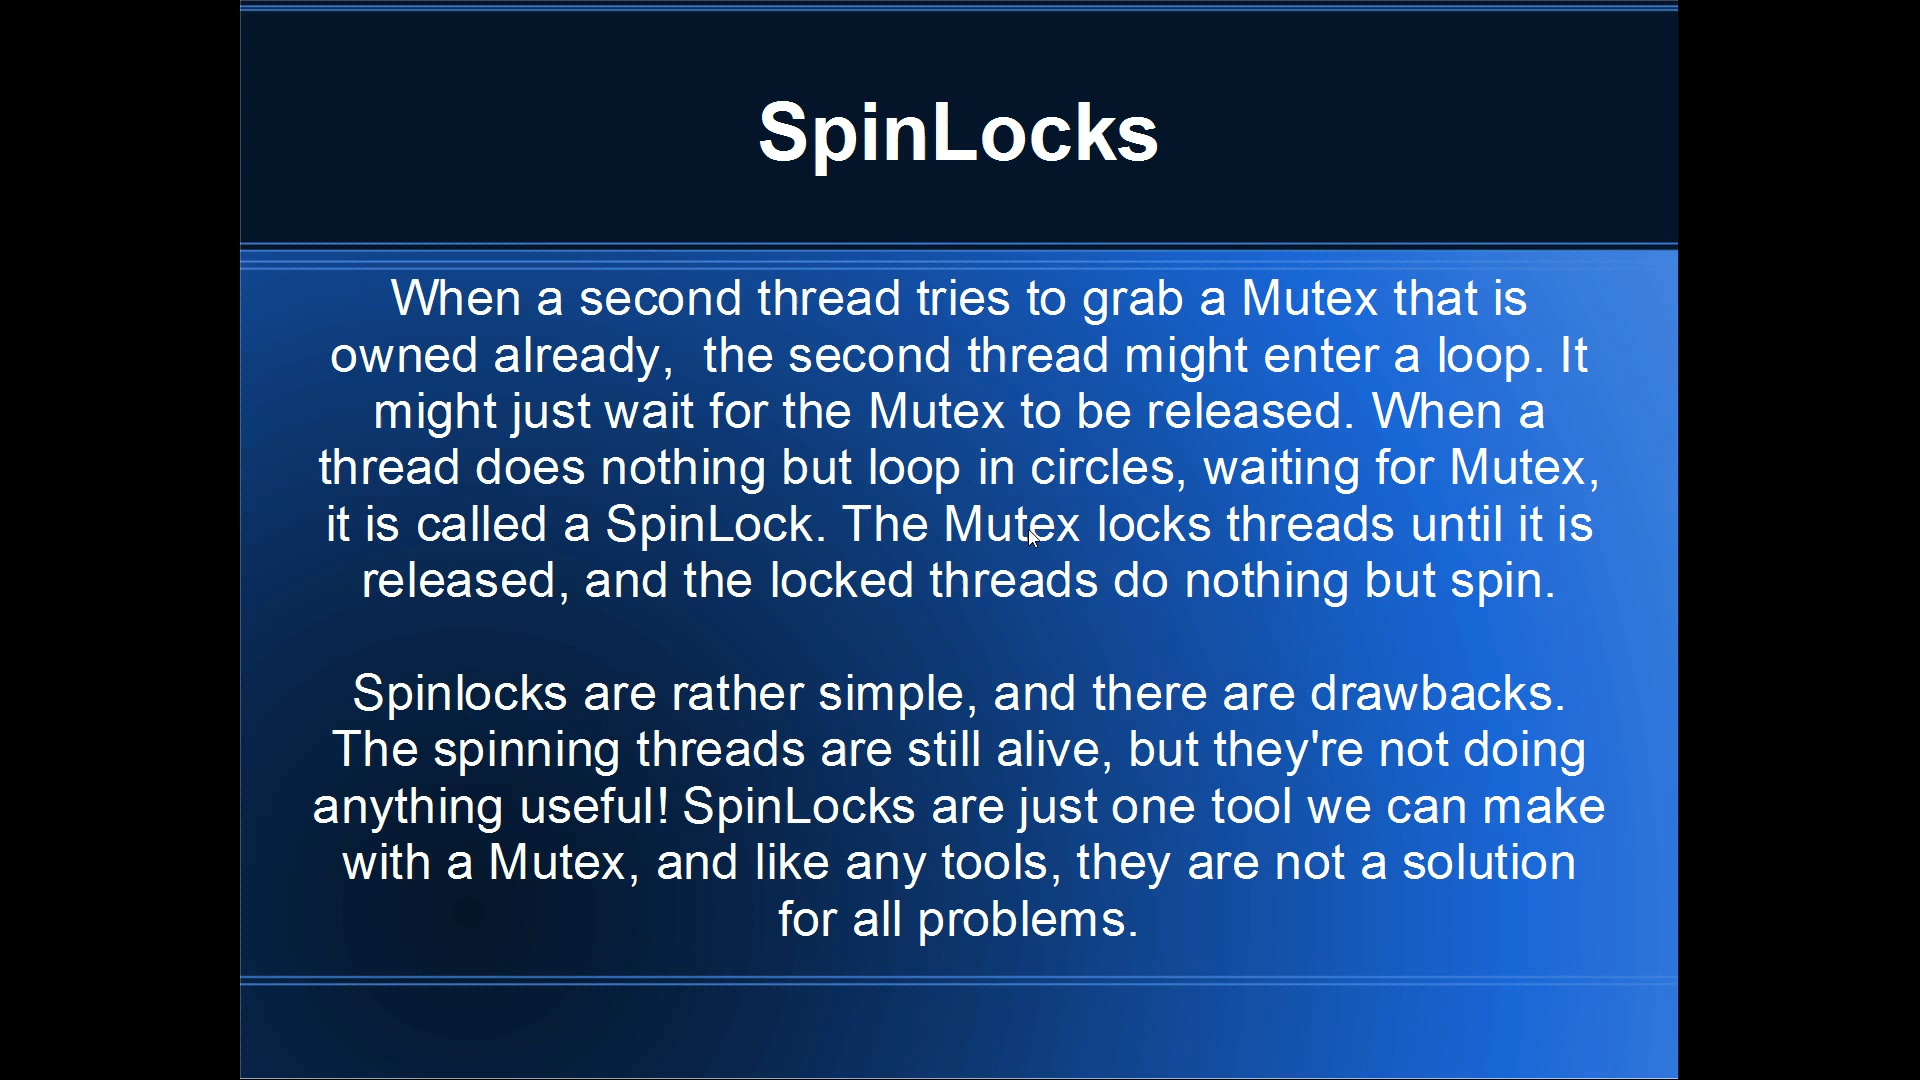 SpinLocks
When a second thread tries to grab a Mutex that is
owned already,  the second thread might enter a loop. It
might just wait for the Mutex to be released. When a
thread does nothing but loop in circles, waiting for Mutex,
it is called a SpinLock. The Mutex locks threads until it is
released, and the locked threads do nothing but spin.
Spinlocks are rather simple, and there are drawbacks.
The spinning threads are still alive, but they're not doing
anything useful! SpinLocks are just one tool we can make
with a Mutex, and like any tools, they are not a solution
for all problems.